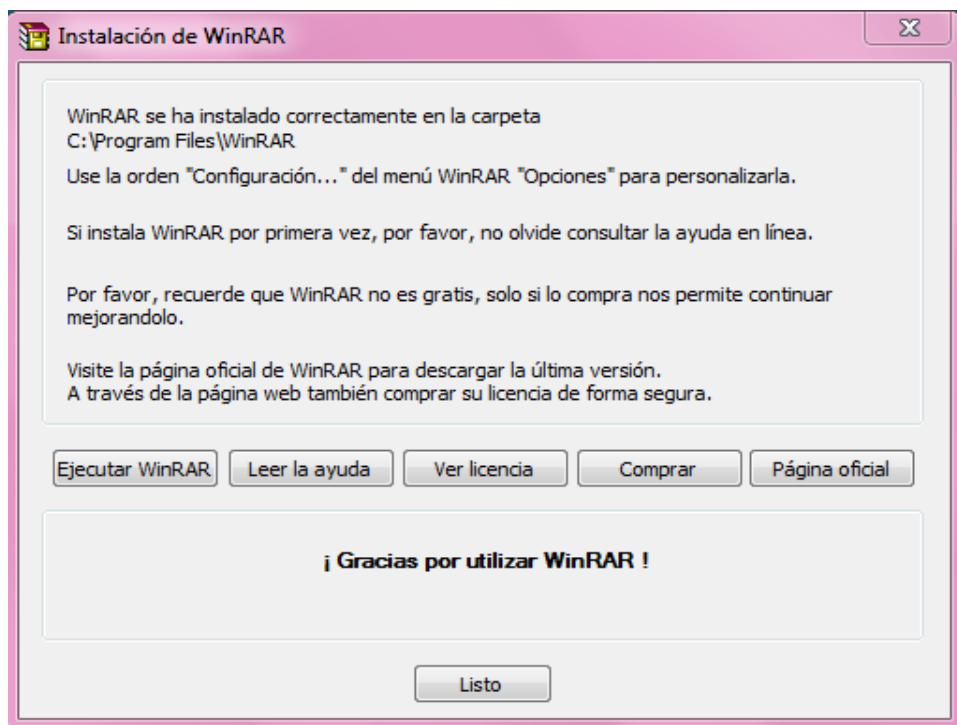 Instalación de WinRAR
WinRAR se ha instalado correctamente en la carpeta
C:\Program Files\WinRAR
Use la orden "Configuración..." del menú WinRAR "Opciones" para personalizarla.
Si instala WinRAR por primera vez, por favor, no olvide consultar la ayuda en línea.
Por favor, recuerde que WinRAR no es gratis, solo si lo compra nos permite continuar
mejorandolo.
Visite la página oficial de WinRAR para descargar la última versión.
A través de la página web también comprar su licencia de forma segura.
Ejecutar WinRAR Leer la ayuda Ver licencia Comprar Página oficial
¡ Gracias por utilizar WinRAR !
Listo